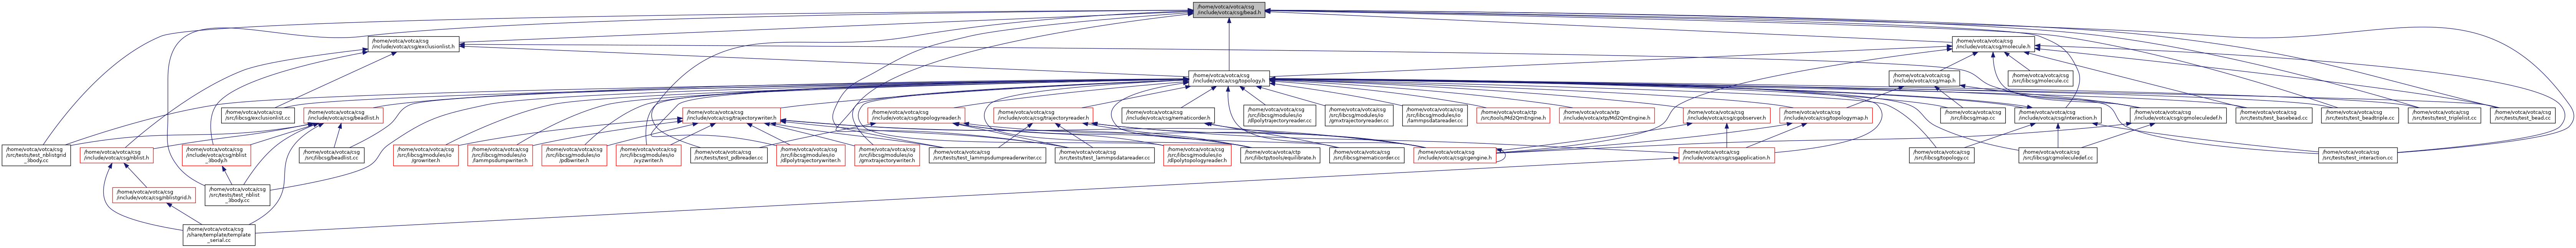 /home/votca/votca/csg
/include/votca/csg/bead.h
/home/votca/votca/csg
/include/votca/csg/exclusionlist.h
/home/votca/votca/csg
/include/votca/csg/molecule.h
/home/votca/votca/csg
/include/votca/csg/topology.h
/home/votca/votca/csg
/include/votca/csg/map.h
/home/votca/votca/csg
/src/libcsg/molecule.cc
/home/votca/votca/csg
/src/libcsg/exclusionlist.cc
/home/votca/votca/csg
/include/votca/csg/beadlist.h
/home/votca/votca/csg
/include/votca/csg/trajectorywriter.h
/home/votca/votca/csg
/include/votca/csg/topologyreader.h
/home/votca/votca/csg
/include/votca/csg/trajectoryreader.h
/home/votca/votca/csg
/include/votca/csg/nematicorder.h
/home/votca/votca/csg
/src/libcsg/modules/io
/dlpolytrajectoryreader.cc
/home/votca/votca/csg
/src/libcsg/modules/io
/gmxtrajectoryreader.cc
/home/votca/votca/csg
/src/libcsg/modules/io
/lammpsdatareader.cc
/home/votca/votca/ctp
/src/tools/Md2QmEngine.h
/home/votca/votca/xtp
/include/votca/xtp/Md2QmEngine.h
/home/votca/votca/csg
/include/votca/csg/cgobserver.h
/home/votca/votca/csg
/include/votca/csg/topologymap.h
/home/votca/votca/csg
/src/libcsg/map.cc
/home/votca/votca/csg
/include/votca/csg/interaction.h
/home/votca/votca/csg
/include/votca/csg/cgmoleculedef.h
/home/votca/votca/csg
/src/tests/test_basebead.cc
/home/votca/votca/csg
/src/tests/test_beadtriple.cc
/home/votca/votca/csg
/src/tests/test_triplelist.cc
/home/votca/votca/csg
/src/tests/test_bead.cc
/home/votca/votca/csg
/src/tests/test_nblistgrid
_3body.cc
/home/votca/votca/csg
/include/votca/csg/nblist.h
/home/votca/votca/csg
/include/votca/csg/nblist
_3body.h
/home/votca/votca/csg
/src/libcsg/beadlist.cc
/home/votca/votca/csg
/src/libcsg/modules/io
/growriter.h
/home/votca/votca/csg
/src/libcsg/modules/io
/lammpsdumpwriter.h
/home/votca/votca/csg
/src/libcsg/modules/io
/pdbwriter.h
/home/votca/votca/csg
/src/libcsg/modules/io
/xyzwriter.h
/home/votca/votca/csg
/src/tests/test_pdbreader.cc
/home/votca/votca/csg
/src/libcsg/modules/io
/dlpolytrajectorywriter.h
/home/votca/votca/csg
/src/libcsg/modules/io
/gmxtrajectorywriter.h
/home/votca/votca/csg
/src/tests/test_lammpsdumpreaderwriter.cc
/home/votca/votca/csg
/src/tests/test_lammpsdatareader.cc
/home/votca/votca/csg
/src/libcsg/modules/io
/dlpolytopologyreader.h
/home/votca/votca/ctp
/src/libctp/tools/equilibrate.h
/home/votca/votca/csg
/src/libcsg/nematicorder.cc
/home/votca/votca/csg
/include/votca/csg/cgengine.h
/home/votca/votca/csg
/include/votca/csg/csgapplication.h
/home/votca/votca/csg
/src/libcsg/topology.cc
/home/votca/votca/csg
/src/libcsg/cgmoleculedef.cc
/home/votca/votca/csg
/src/tests/test_interaction.cc
/home/votca/votca/csg
/include/votca/csg/nblistgrid.h
/home/votca/votca/csg
/src/tests/test_nblist
_3body.cc
/home/votca/votca/csg
/share/template/template
_serial.cc